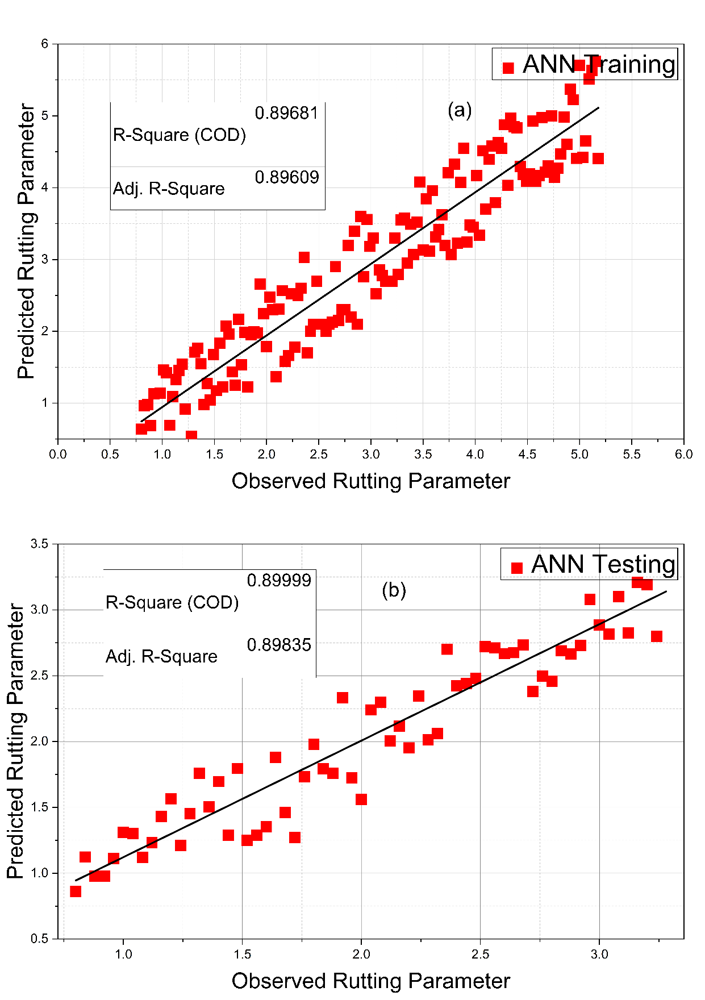 6
5
4
3
2
1
Predicted Rutting Parameter
ANN Training
(a)
0.89681
R-Square (COD)
0.89609
Adj. R-Square
0.0 0.5 1.0 1.5 2.0 2.5 3.0 3.5 4.0 4.5 5.0 5.5 6.0
Observed Rutting Parameter
3.5
3.0
2.5
2.0
1.5
1.0
0.5
Predicted Rutting Parameter
ANN Testing
(b)
0.89999
R-Square (COD)
0.89835
Adj. R-Square
1.0 1.5 2.0 2.5 3.0
Observed Rutting Parameter